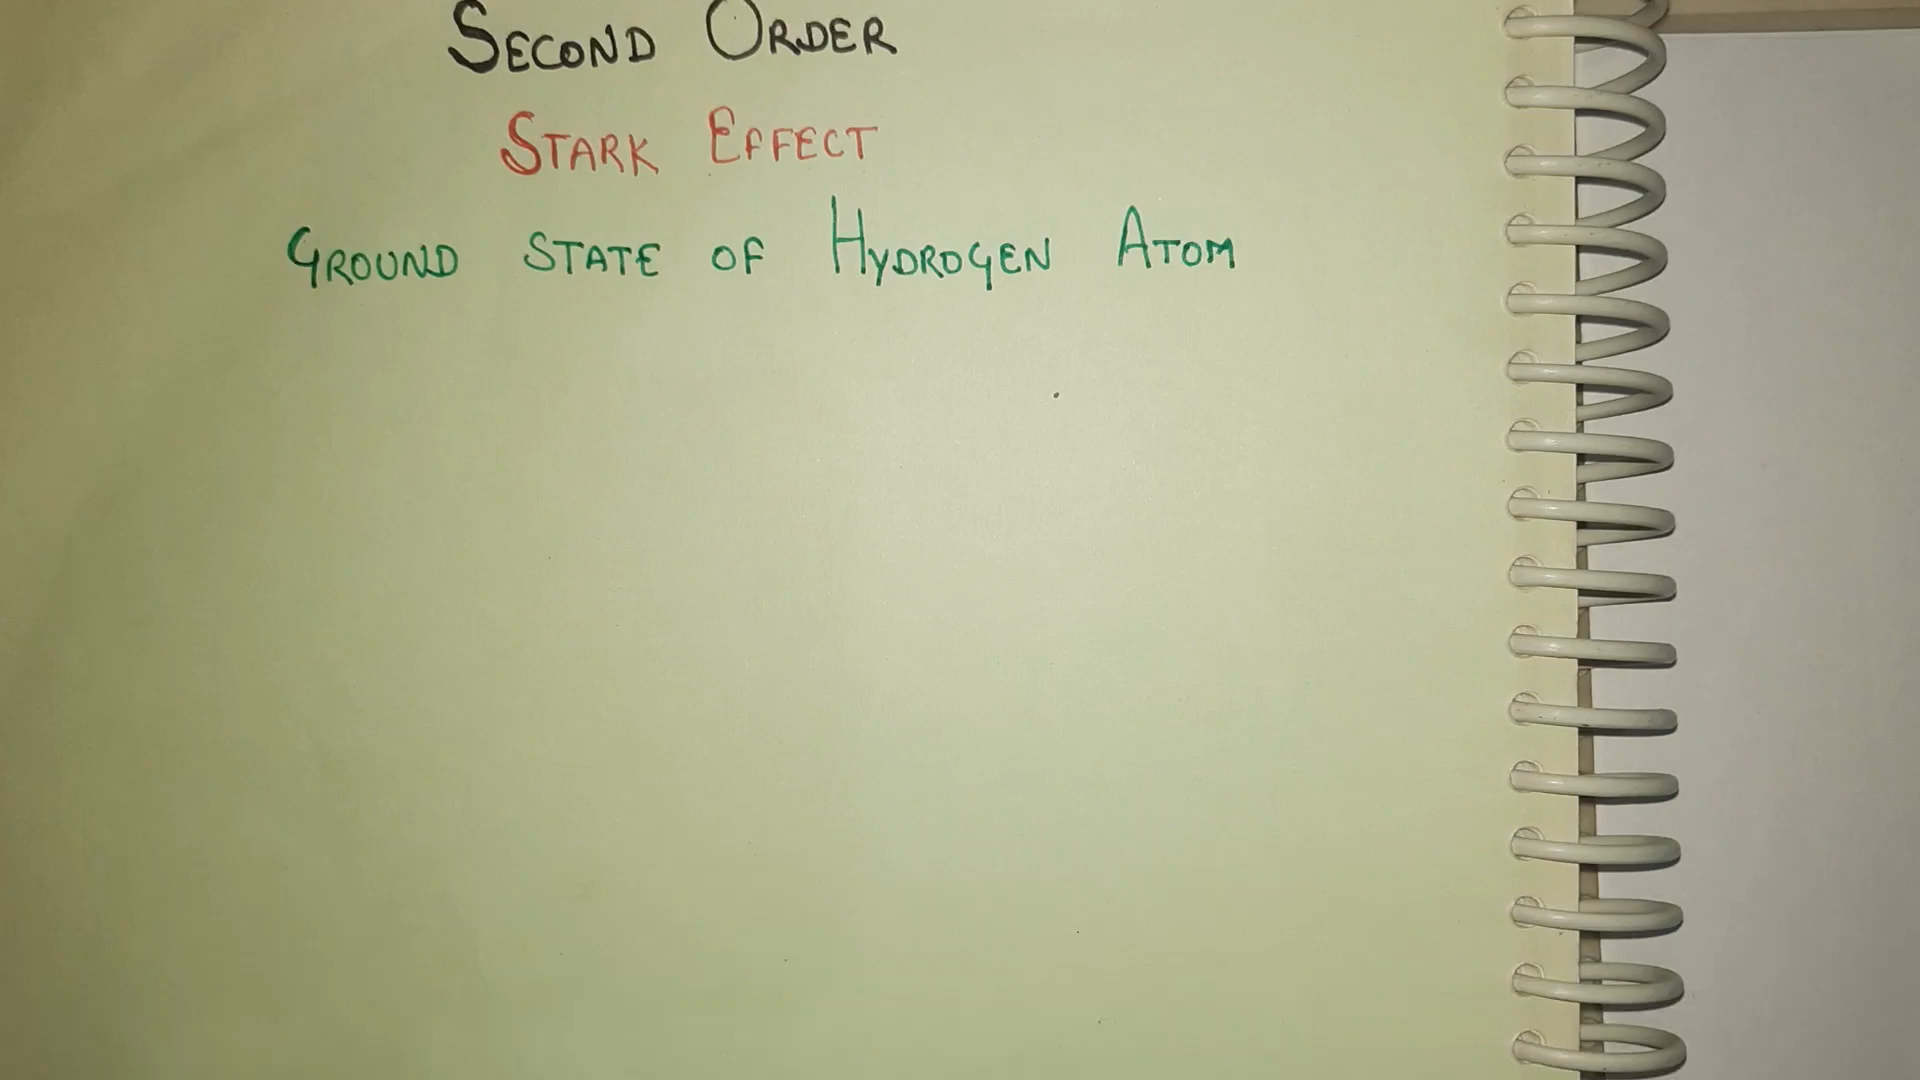 SECOND ORDER
STARK EFFECT
GROUND STATE OF HYDROGEN ATOM